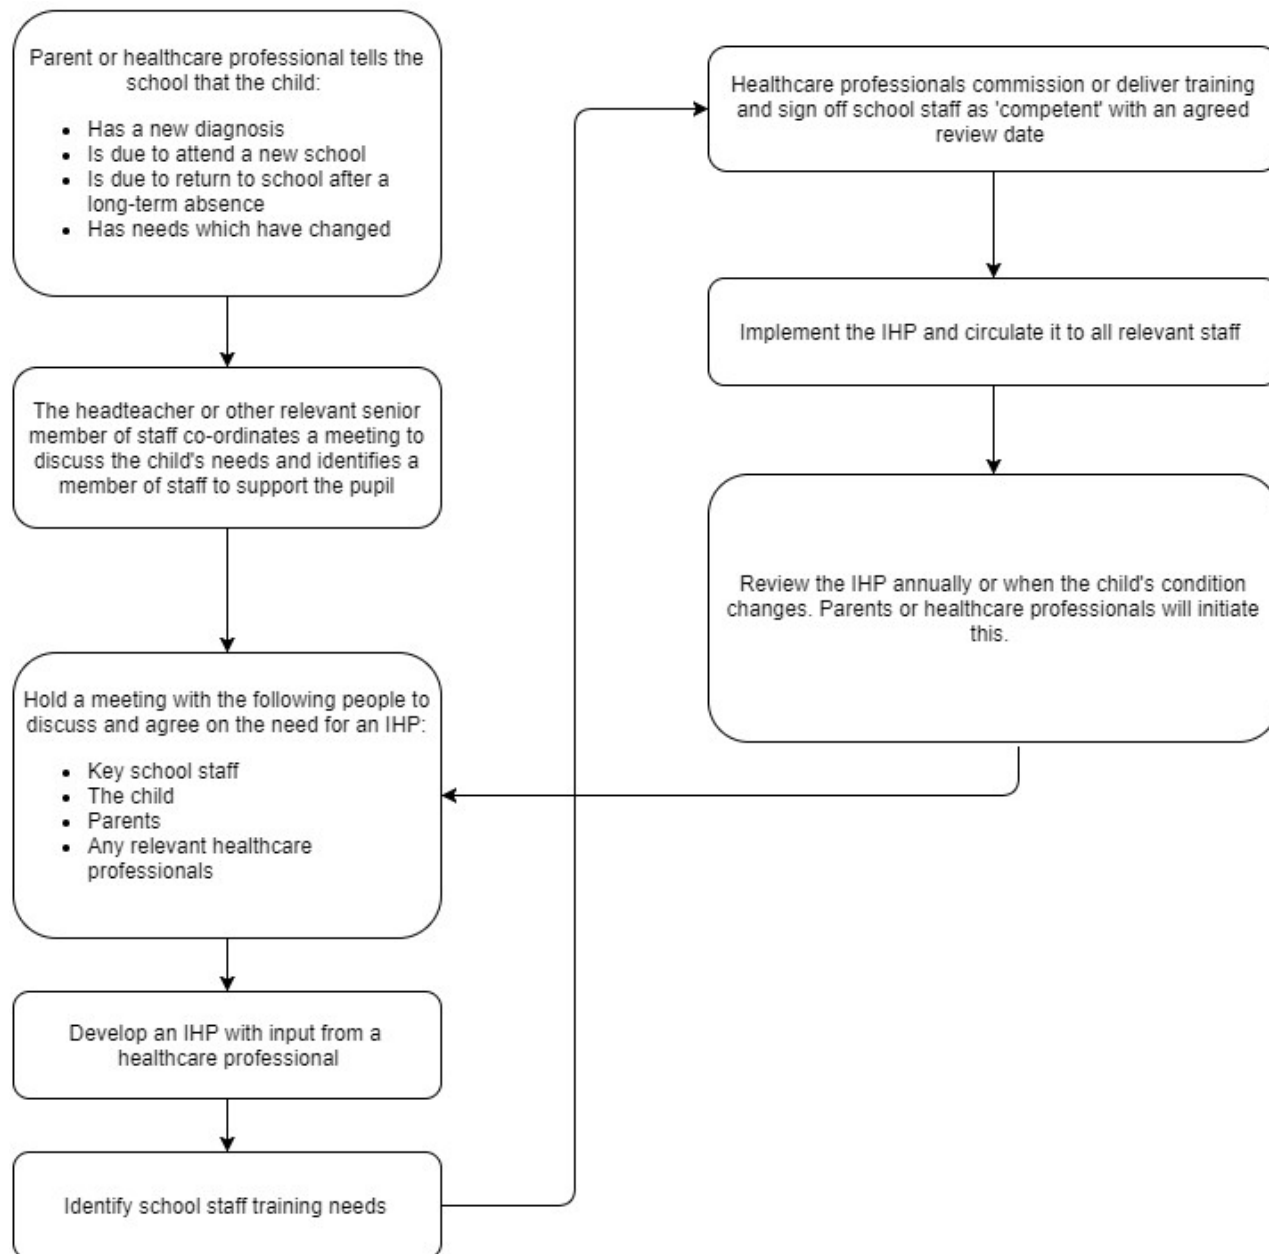 Parent or healthcare professional tells the
school that the child:
• Has a new diagnosis
• Is due to attend a new school
• Is due to return to school after a
long-term absence
• Has needs which have changed
The headteacher or other relevant senior
member of staff co-ordinates a meeting to
discuss the child's needs and identifies a
member of staff to support the pupil
Hold a meeting with the following people to
discuss and agree on the need for an IHP:
• Key school staff
• The child
• Parents
• Any relevant healthcare
professionals
Develop an IHP with input from a
healthcare professional
Identify school staff training needs
Healthcare professionals commission or deliver training
and sign off school staff as 'competent' with an agreed
review date
Implement the IHP and circulate it to all relevant staff
Review the IHP annually or when the child's condition
changes. Parents or healthcare professionals will initiate
this.